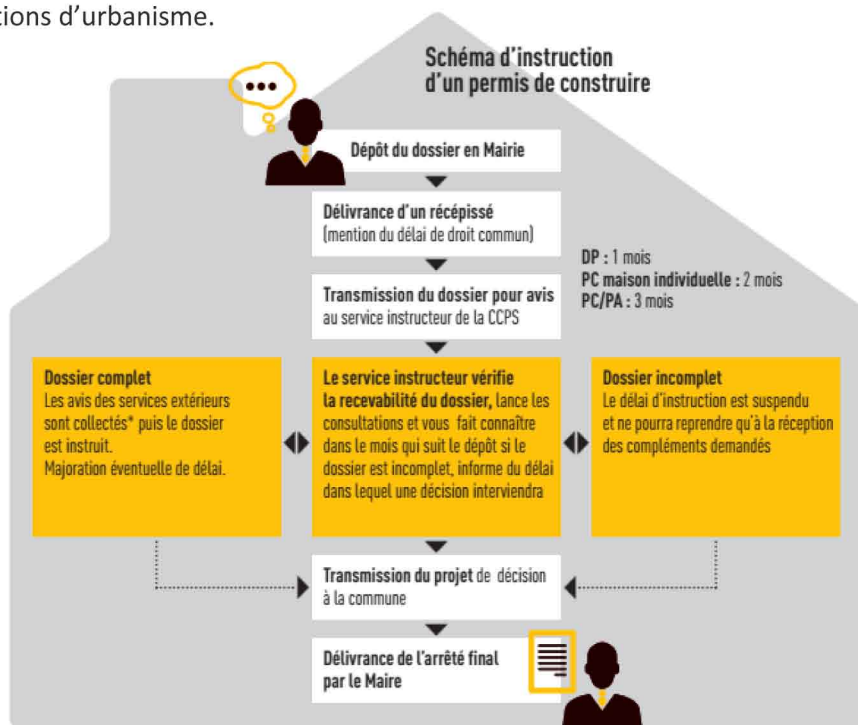 tions d'urbanisme.
Schéma d'instruction
d'un permis de construire
Dépôt du dossier en Mairie
Délivrance d'un récépissé
(mention du délai de droit commun)
DP : 1 mois
PC maison individuelle : 2 mois
PC/PA : 3 mois
Transmission du dossier pour avis
au service instructeur de la CCPS
Dossier complet
Les avis des services extérieurs
sont collectés* puis le dossier
est instruit.
Majoration éventuelle de délai.
Le service instructeur vérifie
la recevabilité du dossier, lance les
consultations et vous fait connaître
dans le mois qui suit le dépôt si le
dossier est incomplet, informe du délai
dans lequel une décision interviendra
Dossier incomplet
Le délai d'instruction est suspendu
et ne pourra reprendre qu'à la réception
des compléments demandés
Transmission du projet de décision
à la commune
Délivrance de l'arrêté final
par le Maire